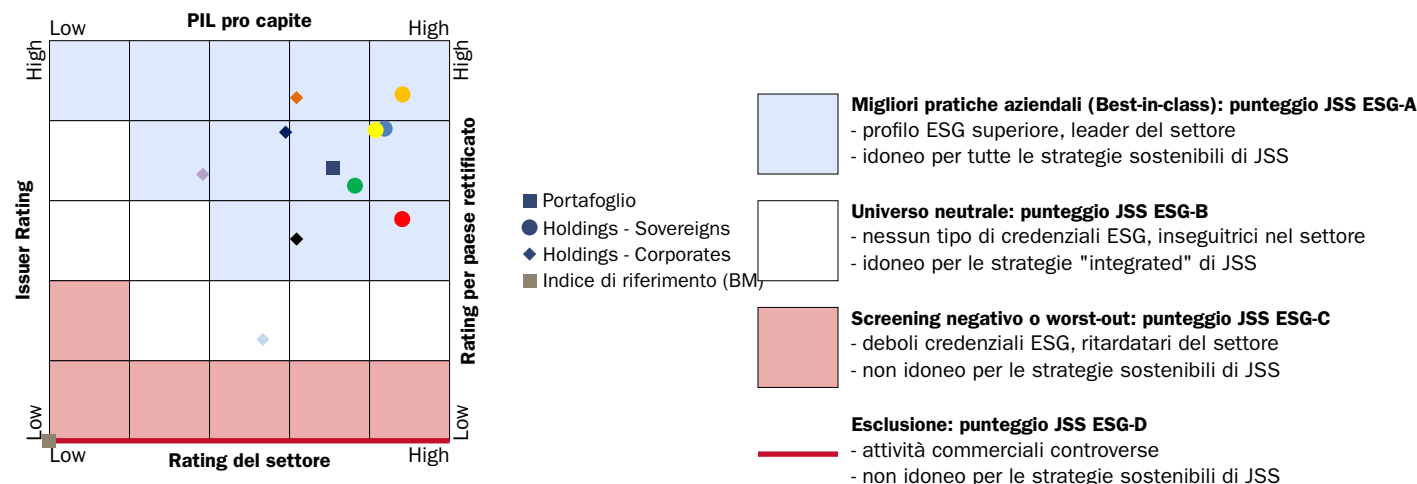 PIL pro capite
Low
High
High
High
Issuer Rating
Rating per paese rettificato
Low
Low
Low
High
Rating del settore
Portafoglio
Holdings - Sovereigns
Holdings - Corporates
Indice di riferimento (BM)
Migliori pratiche aziendali (Best-in-class): punteggio JSS ESG-A
- profilo ESG superiore, leader del settore
- idoneo per tutte le strategie sostenibili di JSS
Universo neutrale: punteggio JSS ESG-B
- nessun tipo di credenziali ESG, inseguitrici nel settore
- idoneo per le strategie "integrated" di JSS
Screening negativo o worst-out: punteggio JSS ESG-C
- deboli credenziali ESG, ritardatari del settore
- non idoneo per le strategie sostenibili di JSS
Esclusione: punteggio JSS ESG-D
- attività commerciali controverse
- non idoneo per le strategie sostenibili di JSS